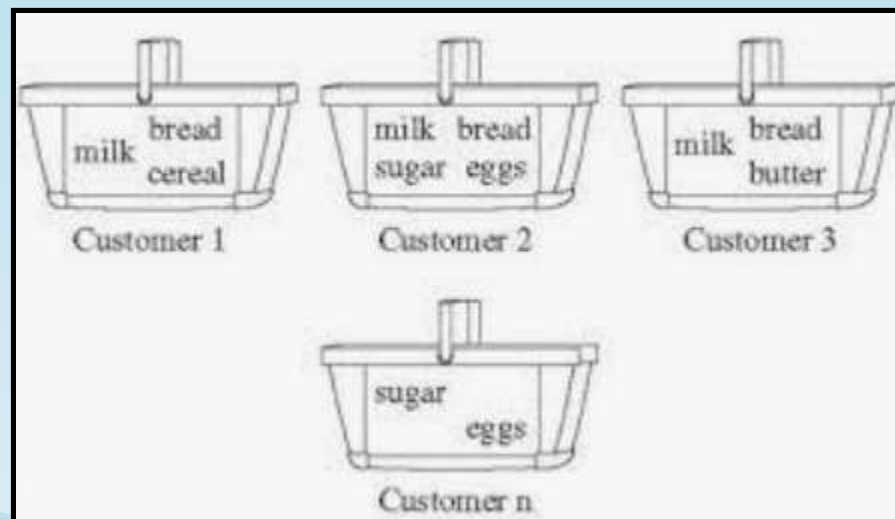 milk bread
cereal
milk bread
sugar eggs
milk bread
butter
Customer 1
Customer 2
Customer 3
sugar
eggs
Customer n